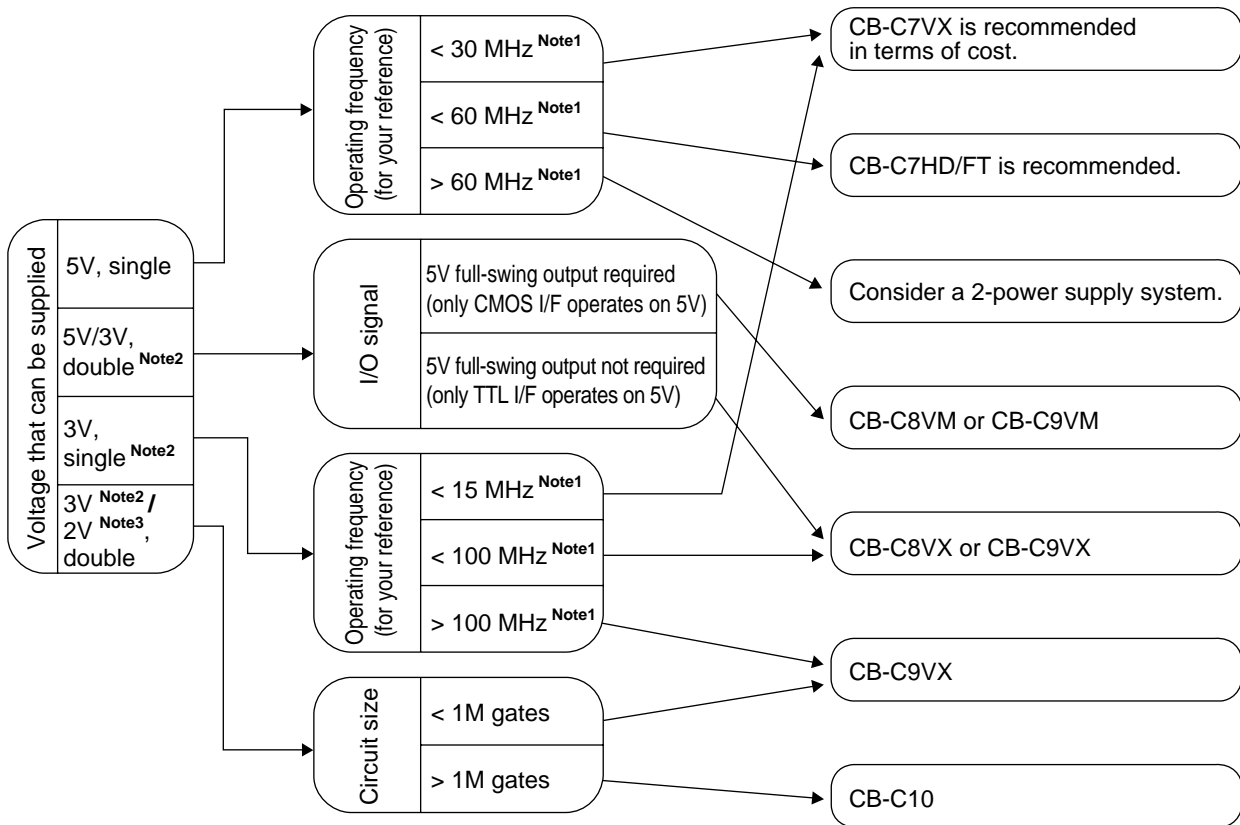 Voltage that can be supplied
5V, single
5V/3V,
double Note2
3V,
single Note2
3V Note2 /
2V Note3,
double
Operating frequency
(for your reference)
< 30 MHz Note1
< 60 MHz Note1
> 60 MHz Note1
I/O signal
5V full-swing output required
(only CMOS I/F operates on 5V)
5V full-swing output not required
(only TTL I/F operates on 5V)
Operating frequency
(for your reference)
< 15 MHz Note1
< 100 MHz Note1
> 100 MHz Note1
Circuit size
< 1M gates
> 1M gates
CB-C7VX is recommended
in terms of cost.
CB-C7HD/FT is recommended.
Consider a 2-power supply system.
CB-C8VM or CB-C9VM
CB-C8VX or CB-C9VX
CB-C9VX
CB-C10